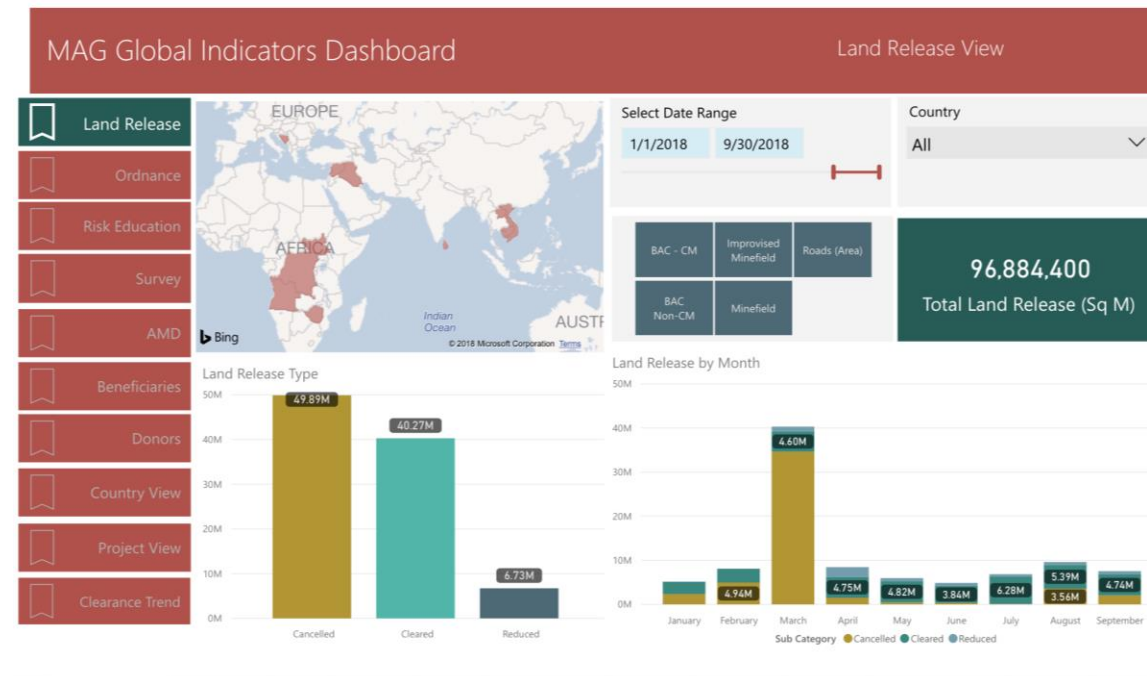 MAG Global Indicators Dashboard
Land Release View
Land Release
Ordnance
Risk Education
Survey
AMD
Beneficiaries
Donors
Country View
Project View
Clearance Trend
EUROPE
AFRICA
Indian
Ocean
AUSTR
Bing
© 2018 Microsoft Corporation Terms
Select Date Range
1/1/2018 9/30/2018
Country
All
BAC - CM
Improvised
Minefield
Roads (Area)
BAC
Non-CM
Minefield
96,884,400
Total Land Release (Sq M)
Land Release Type
50M
40M
30M
20M
10M
0M
49.89M
40.27M
6.73M
Cancelled Cleared Reduced
Land Release by Month
50M
40M
30M
20M
10M
0M
4.94M
4.60M
4.75M
4.82M
3.84M
6.28M
5.39M
3.56M
4.74M
January February March April May June July August September
Sub Category Cancelled Cleared Reduced